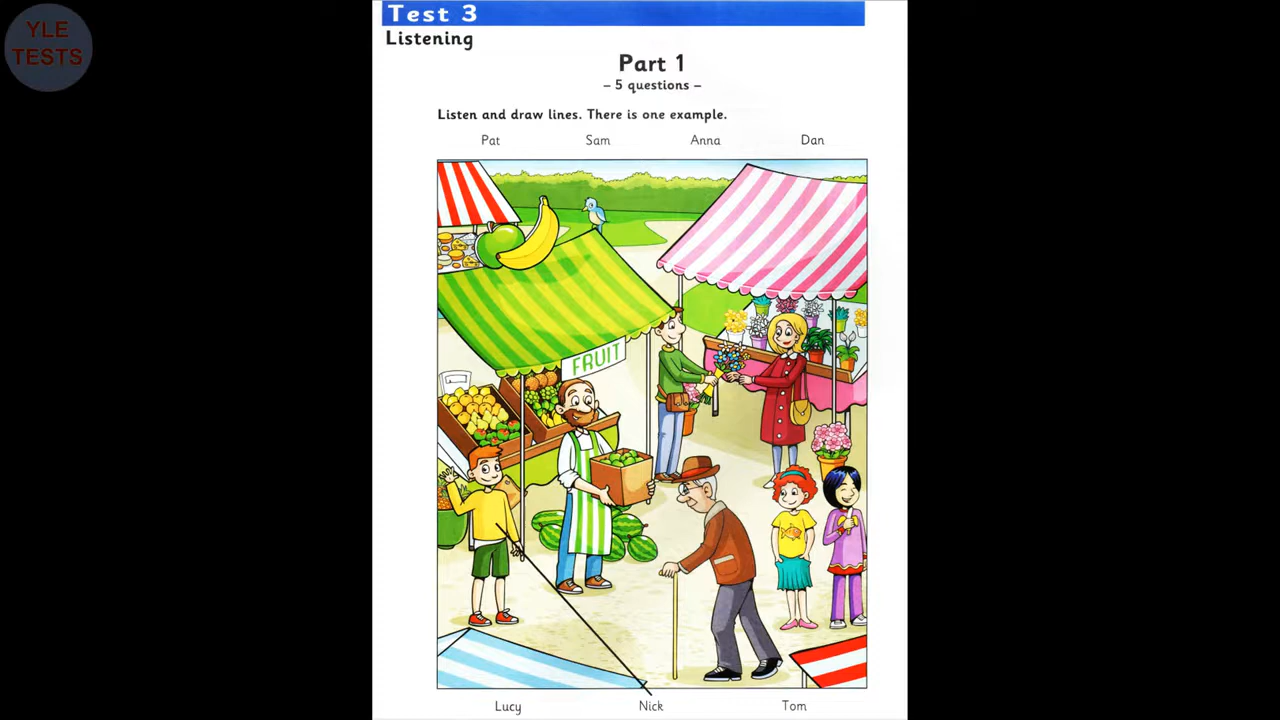 YLE
TESTS
Test 3
Listening
Part 1
– 5 questions –
Listen and draw lines. There is one example.
Pat Sam Anna Dan
FRUIT
Lucy Nick Tom